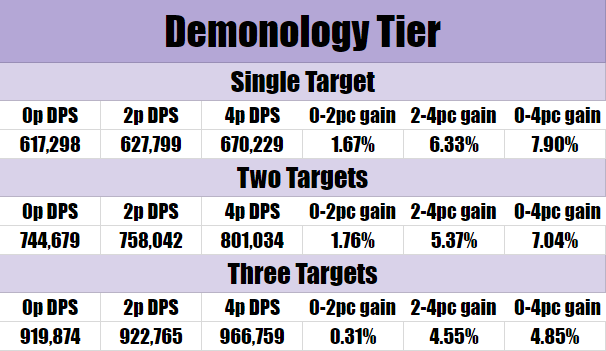 Demonology Tier
Single Target
0p DPS 2p DPS 4p DPS 0-2pc gain 2-4pc gain 0-4pc gain
617,298 627,799 670,229 1.67% 6.33% 7.90%
Two Targets
0p DPS 2p DPS 4p DPS 0-2pc gain 2-4pc gain 0-4pc gain
744,679 758,042 801,034 1.76% 5.37% 7.04%
Three Targets
0p DPS 2p DPS 4p DPS 0-2pc gain 2-4pc gain 0-4pc gain
919,874 922,765 966,759 0.31% 4.55% 4.85%